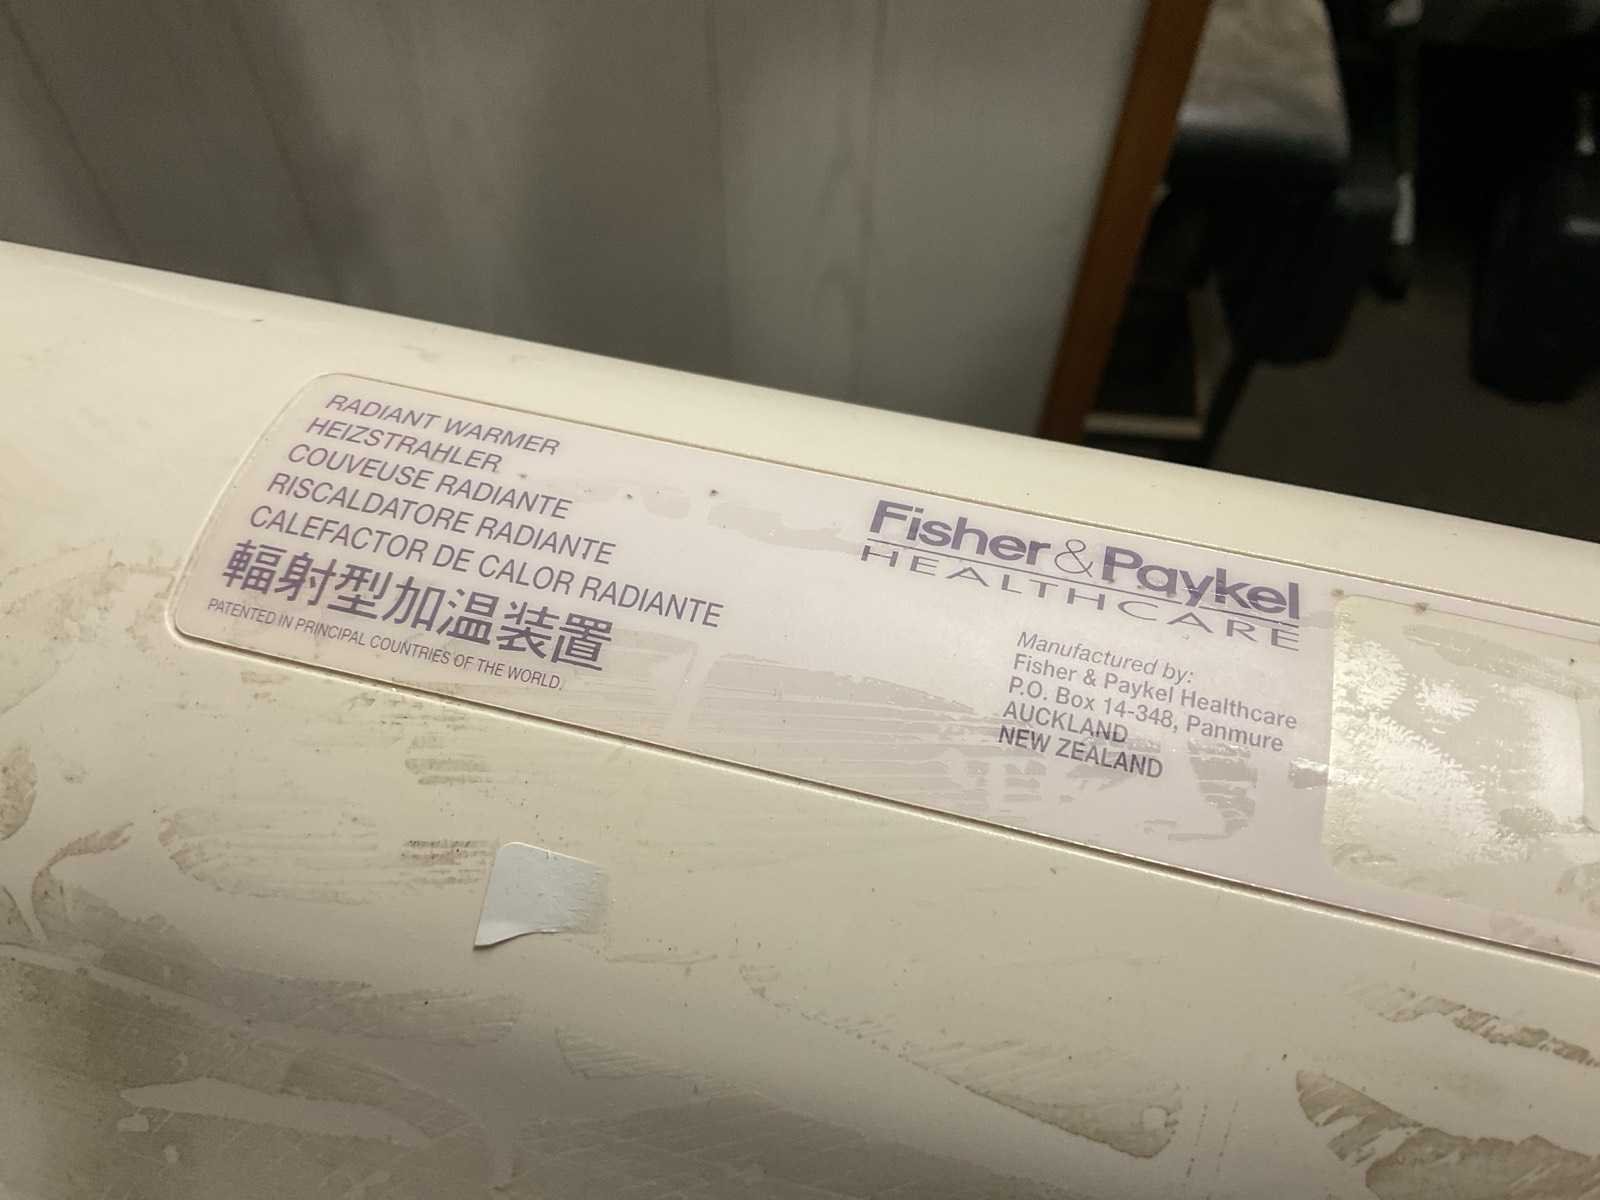 RADIANT WARMER
HEIZSTRAHLER
COUVEUSE RADIANTE
RISCALDATORE RADIANTE
CALEFACTOR DE CALOR RADIANTE
輻射型加温装置
PATENTED IN PRINCIPAL COUNTRIES OF THE WORLD.
Fisher & Paykel
HEALTHCARE
Manufactured by:
Fisher & Paykel Healthcare
P.O. Box 14-348, Panmure
AUCKLAND
NEW ZEALAND